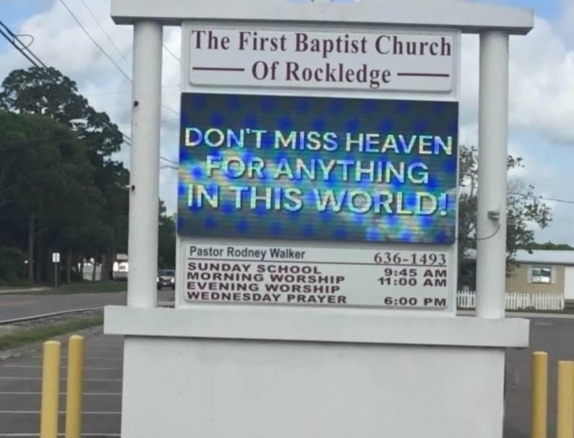 The First Baptist Church
Of Rockledge
DON'T MISS HEAVEN
FOR ANYTHING
IN THIS WORLD!
Pastor Rodney Walker 636-1493
SUNDAY SCHOOL 9:45 AM
MORNING WORSHIP 11:00 AM
EVENING WORSHIP
WEDNESDAY PRAYER 6:00 PM